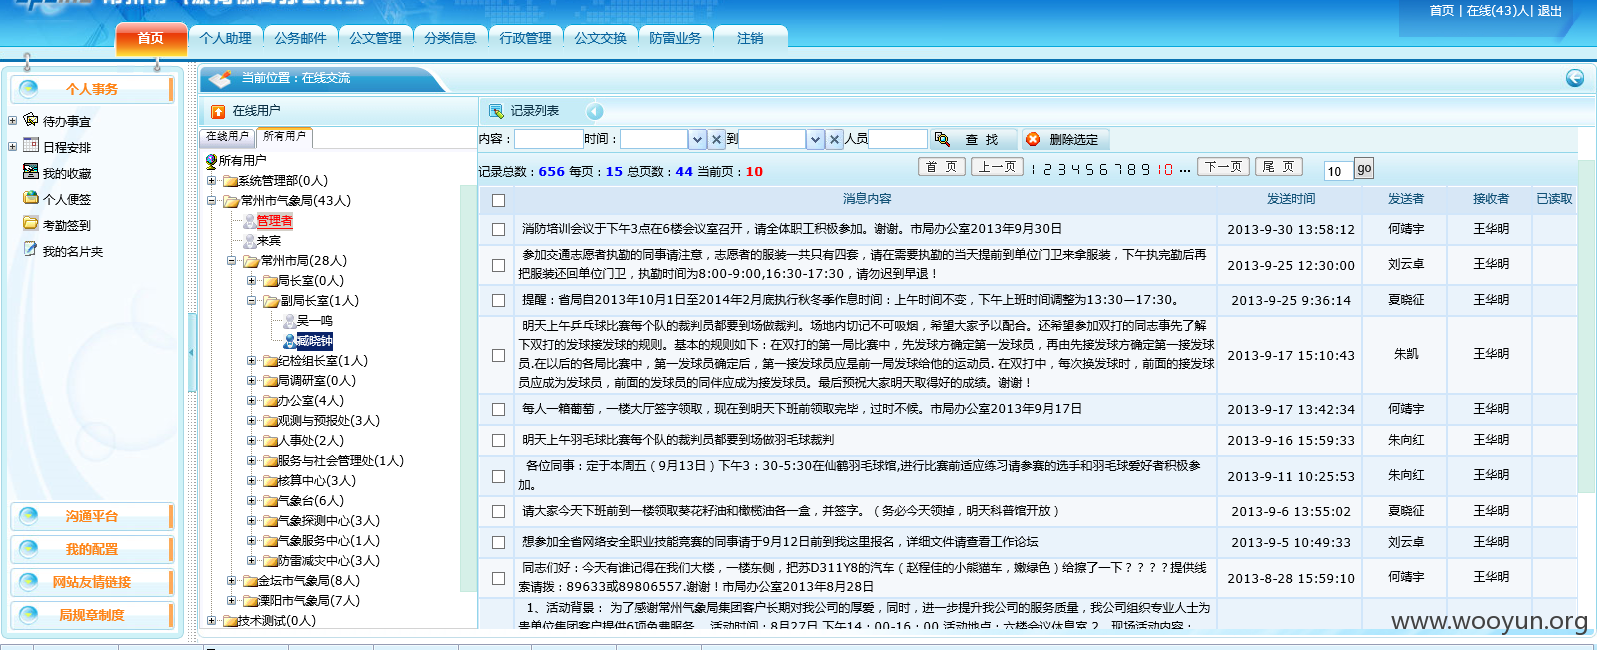 首页 | 在线(43)人| 退出
首页 个人助理 公务邮件 公文管理 分类信息 行政管理 公文交换 防雷业务 注销
个人事务
待办事宜
日程安排
我的收藏
个人便签
考勤签到
我的名片夹
沟通平台
我的配置
网站友情链接
局规章制度
当前位置：在线交流
在线用户
在线用户 所有用户
所有用户
系统管理部(0人)
常州市气象局(43人)
管理者
来宾
常州市局(28人)
局长室(0人)
副局长室(1人)
吴一鸣
臧晓钟
纪检组长室(1人)
局调研室(0人)
办公室(4人)
观测与预报处(3人)
人事处(2人)
服务与社会管理处(1人)
核算中心(3人)
气象台(6人)
气象探测中心(3人)
气象服务中心(1人)
防雷减灾中心(3人)
金坛市气象局(8人)
溧阳市气象局(7人)
技术测试(0人)
记录列表
内容： 时间： 到 人员 查 找 删除选定
记录总数：656 每页：15 总页数：44 当前页：10
首 页 上一页 1 2 3 4 5 6 7 8 9 10 ... 下一页 尾 页 10 go
消息内容 发送时间 发送者 接收者 已读取
消防培训会议于下午3点在6楼会议室召开，请全体职工积极参加。谢谢。市局办公室2013年9月30日 2013-9-30 13:58:12 何靖宇 王华明
参加交通志愿者执勤的同事请注意，志愿者的服装一共只有四套，请在需要执勤的当天提前到单位门卫来拿服装，下午执完勤后再
把服装还回单位门卫，执勤时间为8:00-9:00,16:30-17:30，请勿迟到早退！ 2013-9-25 12:30:00 刘云卓 王华明
提醒：省局自2013年10月1日至2014年2月底执行秋冬季作息时间：上午时间不变，下午上班时间调整为13:30—17:30。 2013-9-25 9:36:14 夏晓征 王华明
明天上午乒乓球比赛每个队的裁判员都要到场做裁判。场地内切记不可吸烟，希望大家予以配合。还希望参加双打的同志事先了解
下双打的发球接发球的规则。基本的规则如下：在双打的第一局比赛中，先发球方确定第一发球员，再由先接发球方确定第一接发球
员.在以后的各局比赛中，第一发球员确定后，第一接发球员应是前一局发球给他的运动员. 在双打中，每次换发球时，前面的接发球
员应成为发球员，前面的发球员的同伴应成为接发球员。最后预祝大家明天取得好的成绩。谢谢！ 2013-9-17 15:10:43 朱凯 王华明
每人一箱葡萄，一楼大厅签字领取，现在到明天下班前领取完毕，过时不候。市局办公室2013年9月17日 2013-9-17 13:42:34 何靖宇 王华明
明天上午羽毛球比赛每个队的裁判员都要到场做羽毛球裁判 2013-9-16 15:59:33 朱向红 王华明
各位同事：定于本周五（9月13日）下午3：30-5:30在仙鹤羽毛球馆,进行比赛前适应练习请参赛的选手和羽毛球爱好者积极参
加。 2013-9-11 10:25:53 朱向红 王华明
请大家今天下班前到一楼领取葵花籽油和橄榄油各一盒，并签字。（务必今天领掉，明天科普馆开放） 2013-9-6 13:55:02 夏晓征 王华明
想参加全省网络安全职业技能竞赛的同事请于9月12日前到我这里报名，详细文件请查看工作论坛 2013-9-5 10:49:33 刘云卓 王华明
同志们好：今天有谁记得在我们大楼，一楼东侧，把苏D311Y8的汽车（赵程佳的小熊猫车，嫩绿色）给擦了一下？？？？提供线
索请拨：89633或89806557.谢谢！市局办公室2013年8月28日 2013-8-28 15:59:10 何靖宇 王华明
1、活动背景： 为了感谢常州气象局集团客户长期对我公司的厚爱，同时，进一步提升我公司的服务质量，我公司组织专业人士为
贵单位集团客户提供6项免费服务。 活动时间：8月27日 下午14：00-16：00 活动地点：六楼会议休息室 2、现场活动内容：
www.wooyun.org